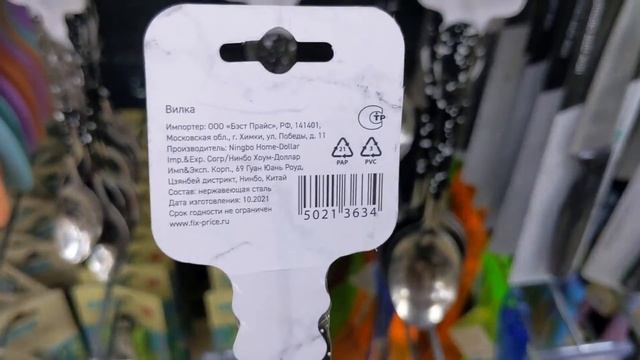 Вилка
Импортер: ООО «Бэст Прайс», РФ, 141401,
Московская обл., г. Химки, ул. Победы, д. 11
Производитель: Ningbo Home-Dollar
Imp.&Exp. Corp/Нинбо Хоум-Доллар
Имп&Эксп. Корп., 69 Гуан Юань Роуд,
Цзянбей дистрикт, Нинбо, Китай
Состав: нержавеющая сталь
Дата изготовления: 10.2021
Срок годности не ограничен
www.fix-price.ru
СТР
21 3
PAP PVC
5021 3634